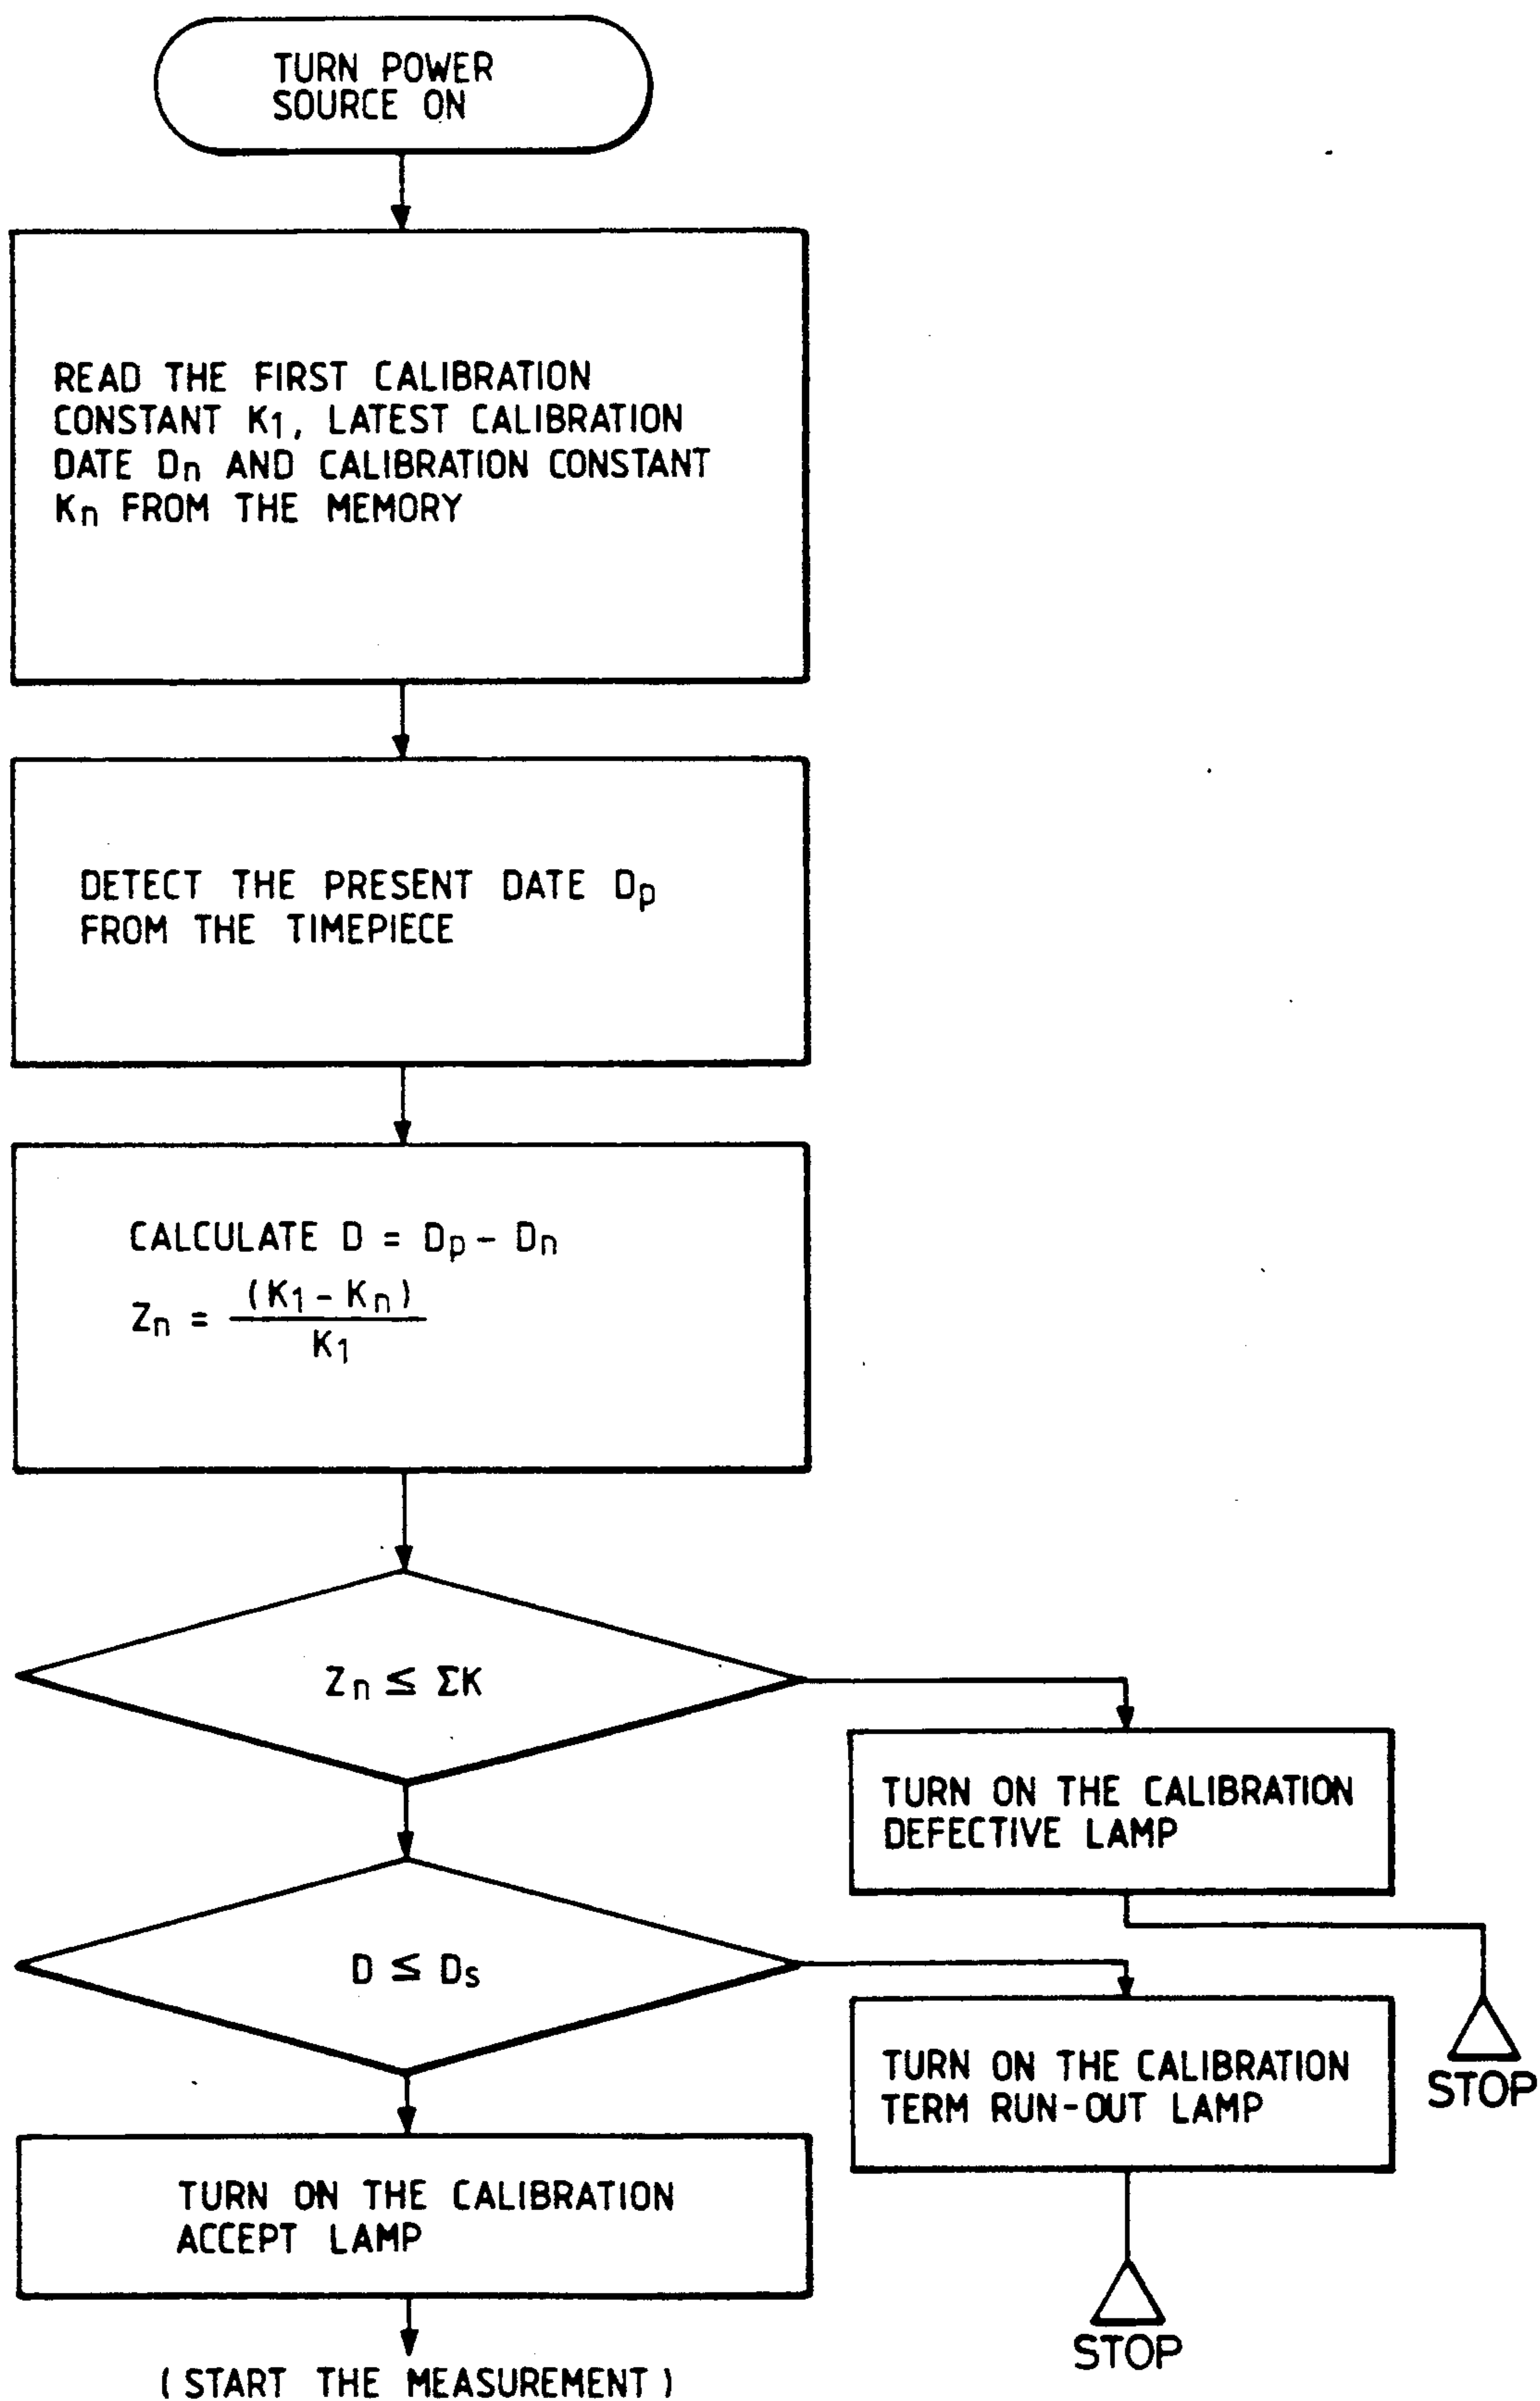 TURN POWER
SOURCE ON
READ THE FIRST CALIBRATION
CONSTANT K1, LATEST CALIBRATION
DATE Dn AND CALIBRATION CONSTANT
Kn FROM THE MEMORY
DETECT THE PRESENT DATE Dp
FROM THE TIMEPIECE
CALCULATE D = Dp - Dn
Zn = (K1 - Kn) / K1
Zn ≤ ΣK
TURN ON THE CALIBRATION
DEFECTIVE LAMP
STOP
D ≤ Ds
TURN ON THE CALIBRATION
TERM RUN-OUT LAMP
STOP
TURN ON THE CALIBRATION
ACCEPT LAMP
(START THE MEASUREMENT)